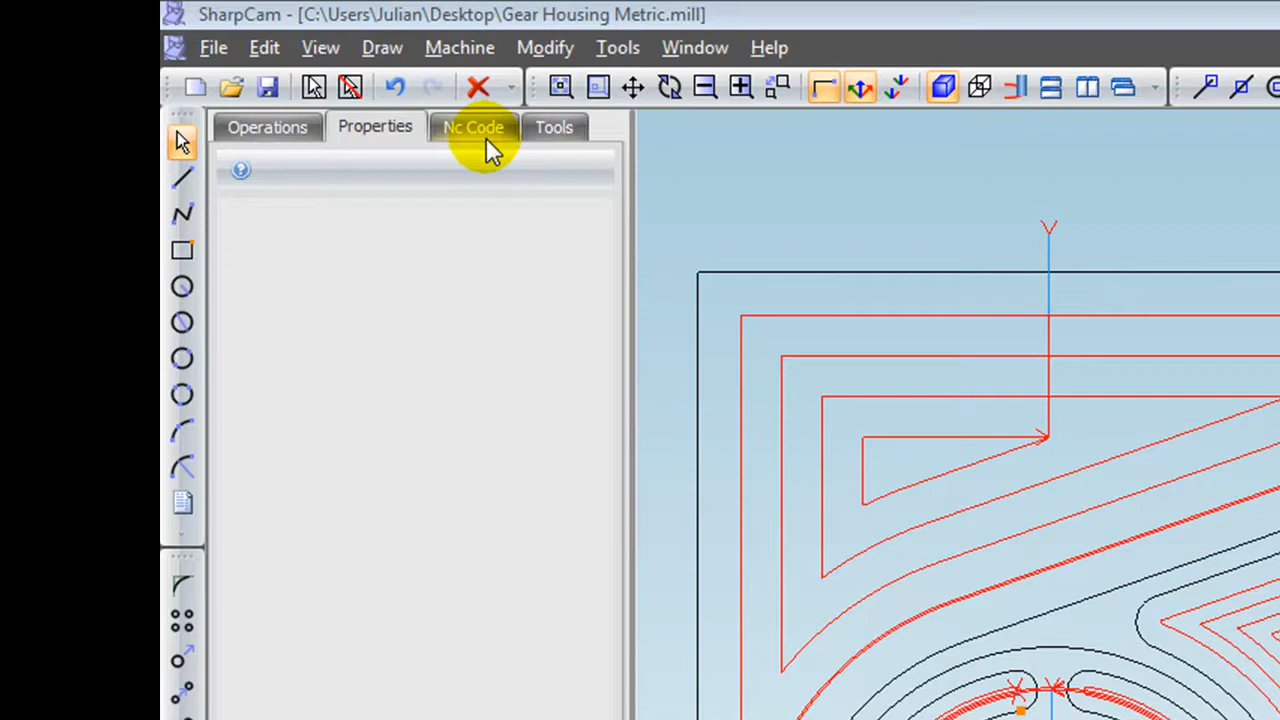 SharpCam - [C:\Users\Julian\Desktop\Gear Housing Metric.mill]
File Edit View Draw Machine Modify Tools Window Help
Operations Properties Nc Code Tools
Y